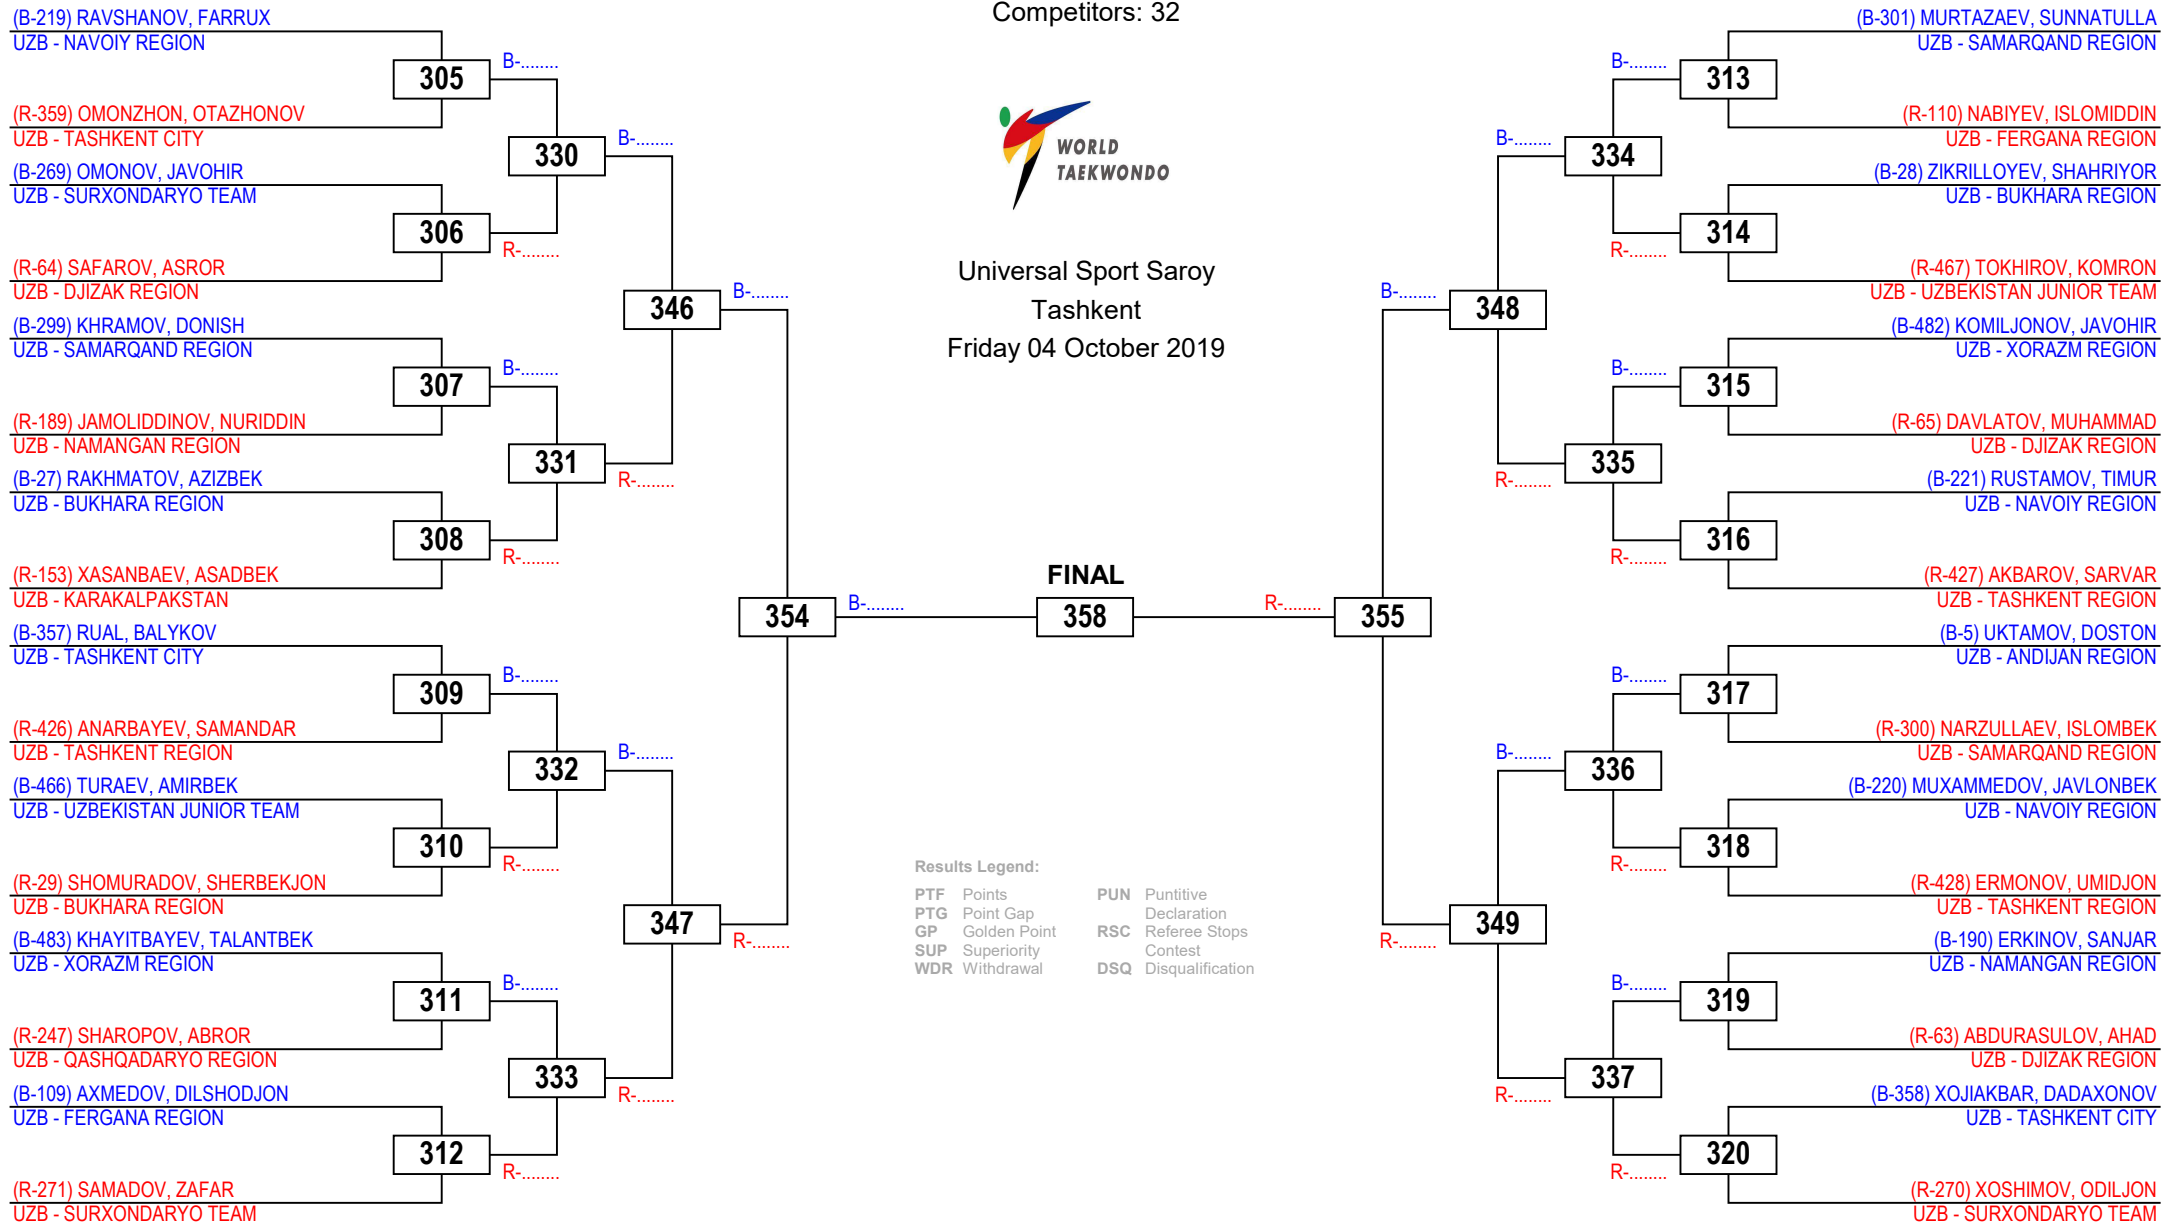 Competitors: 32
WORLD
TAEKWONDO
Universal Sport Saroy
Tashkent
Friday 04 October 2019
(B-219) RAVSHANOV, FARRUX
UZB - NAVOIY REGION
305
(R-359) OMONZHON, OTAZHONOV
UZB - TASHKENT CITY
(B-269) OMONOV, JAVOHIR
UZB - SURXONDARYO TEAM
306
(R-64) SAFAROV, ASROR
UZB - DJIZAK REGION
(B-299) KHRAMOV, DONISH
UZB - SAMARQAND REGION
307
(R-189) JAMOLIDDINOV, NURIDDIN
UZB - NAMANGAN REGION
(B-27) RAKHMATOV, AZIZBEK
UZB - BUKHARA REGION
308
(R-153) XASANBAEV, ASADBEK
UZB - KARAKALPAKSTAN
(B-357) RUAL, BALYKOV
UZB - TASHKENT CITY
309
(R-426) ANARBAYEV, SAMANDAR
UZB - TASHKENT REGION
(B-466) TURAEV, AMIRBEK
UZB - UZBEKISTAN JUNIOR TEAM
310
(R-29) SHOMURADOV, SHERBEKJON
UZB - BUKHARA REGION
(B-483) KHAYITBAYEV, TALANTBEK
UZB - XORAZM REGION
311
(R-247) SHAROPOV, ABROR
UZB - QASHQADARYO REGION
(B-109) AXMEDOV, DILSHODJON
UZB - FERGANA REGION
312
(R-271) SAMADOV, ZAFAR
UZB - SURXONDARYO TEAM
B-........
330
R-........
B-........
331
R-........
B-........
332
R-........
B-........
333
R-........
B-........
346
R-........
B-........
347
R-........
B-........
354
R-........
B-........
FINAL
358
R-........
B-........
355
R-........
B-........
348
R-........
B-........
349
R-........
B-........
334
R-........
B-........
335
R-........
B-........
336
R-........
B-........
337
R-........
(B-301) MURTAZAEV, SUNNATULLA
UZB - SAMARQAND REGION
313
(R-110) NABIYEV, ISLOMIDDIN
UZB - FERGANA REGION
(B-28) ZIKRILLOYEV, SHAHRIYOR
UZB - BUKHARA REGION
314
(R-467) TOKHIROV, KOMRON
UZB - UZBEKISTAN JUNIOR TEAM
(B-482) KOMILJONOV, JAVOHIR
UZB - XORAZM REGION
315
(R-65) DAVLATOV, MUHAMMAD
UZB - DJIZAK REGION
(B-221) RUSTAMOV, TIMUR
UZB - NAVOIY REGION
316
(R-427) AKBAROV, SARVAR
UZB - TASHKENT REGION
(B-5) UKTAMOV, DOSTON
UZB - ANDIJAN REGION
317
(R-300) NARZULLAEV, ISLOMBEK
UZB - SAMARQAND REGION
(B-220) MUXAMMEDOV, JAVLONBEK
UZB - NAVOIY REGION
318
(R-428) ERMONOV, UMIDJON
UZB - TASHKENT REGION
(B-190) ERKINOV, SANJAR
UZB - NAMANGAN REGION
319
(R-63) ABDURASULOV, AHAD
UZB - DJIZAK REGION
(B-358) XOJIAKBAR, DADAXONOV
UZB - TASHKENT CITY
320
(R-270) XOSHIMOV, ODILJON
UZB - SURXONDARYO TEAM
Results Legend:
PTF Points
PTG Point Gap
GP Golden Point
SUP Superiority
WDR Withdrawal
PUN Puntitive
Declaration
RSC Referee Stops
Contest
DSQ Disqualification